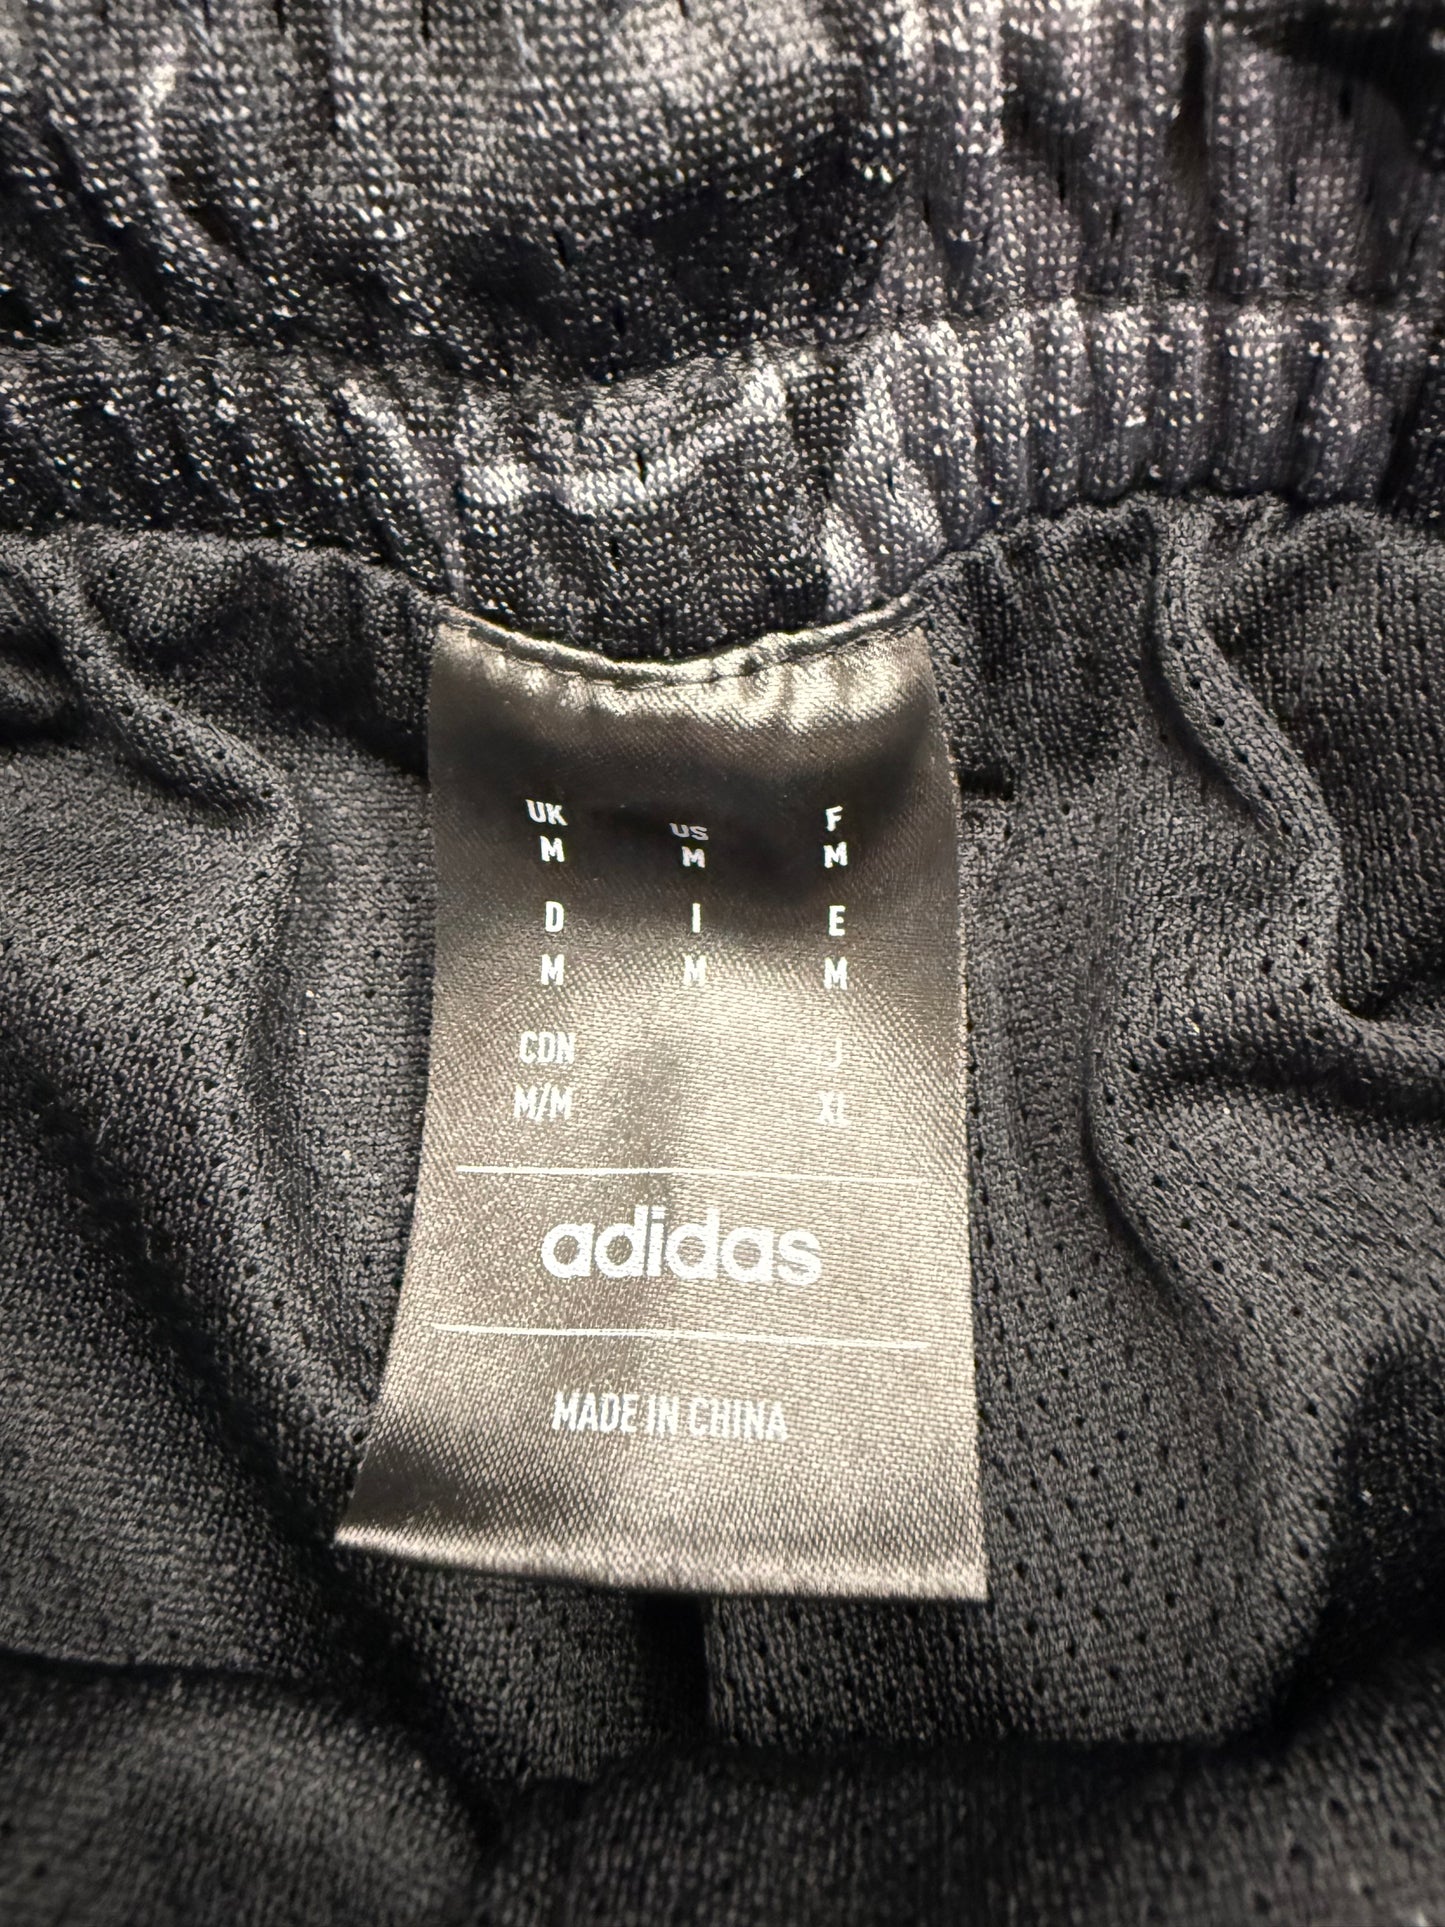 UK US F
M M M
D I E
M M M
CDN J
M/M XL
adidas
MADE IN CHINA